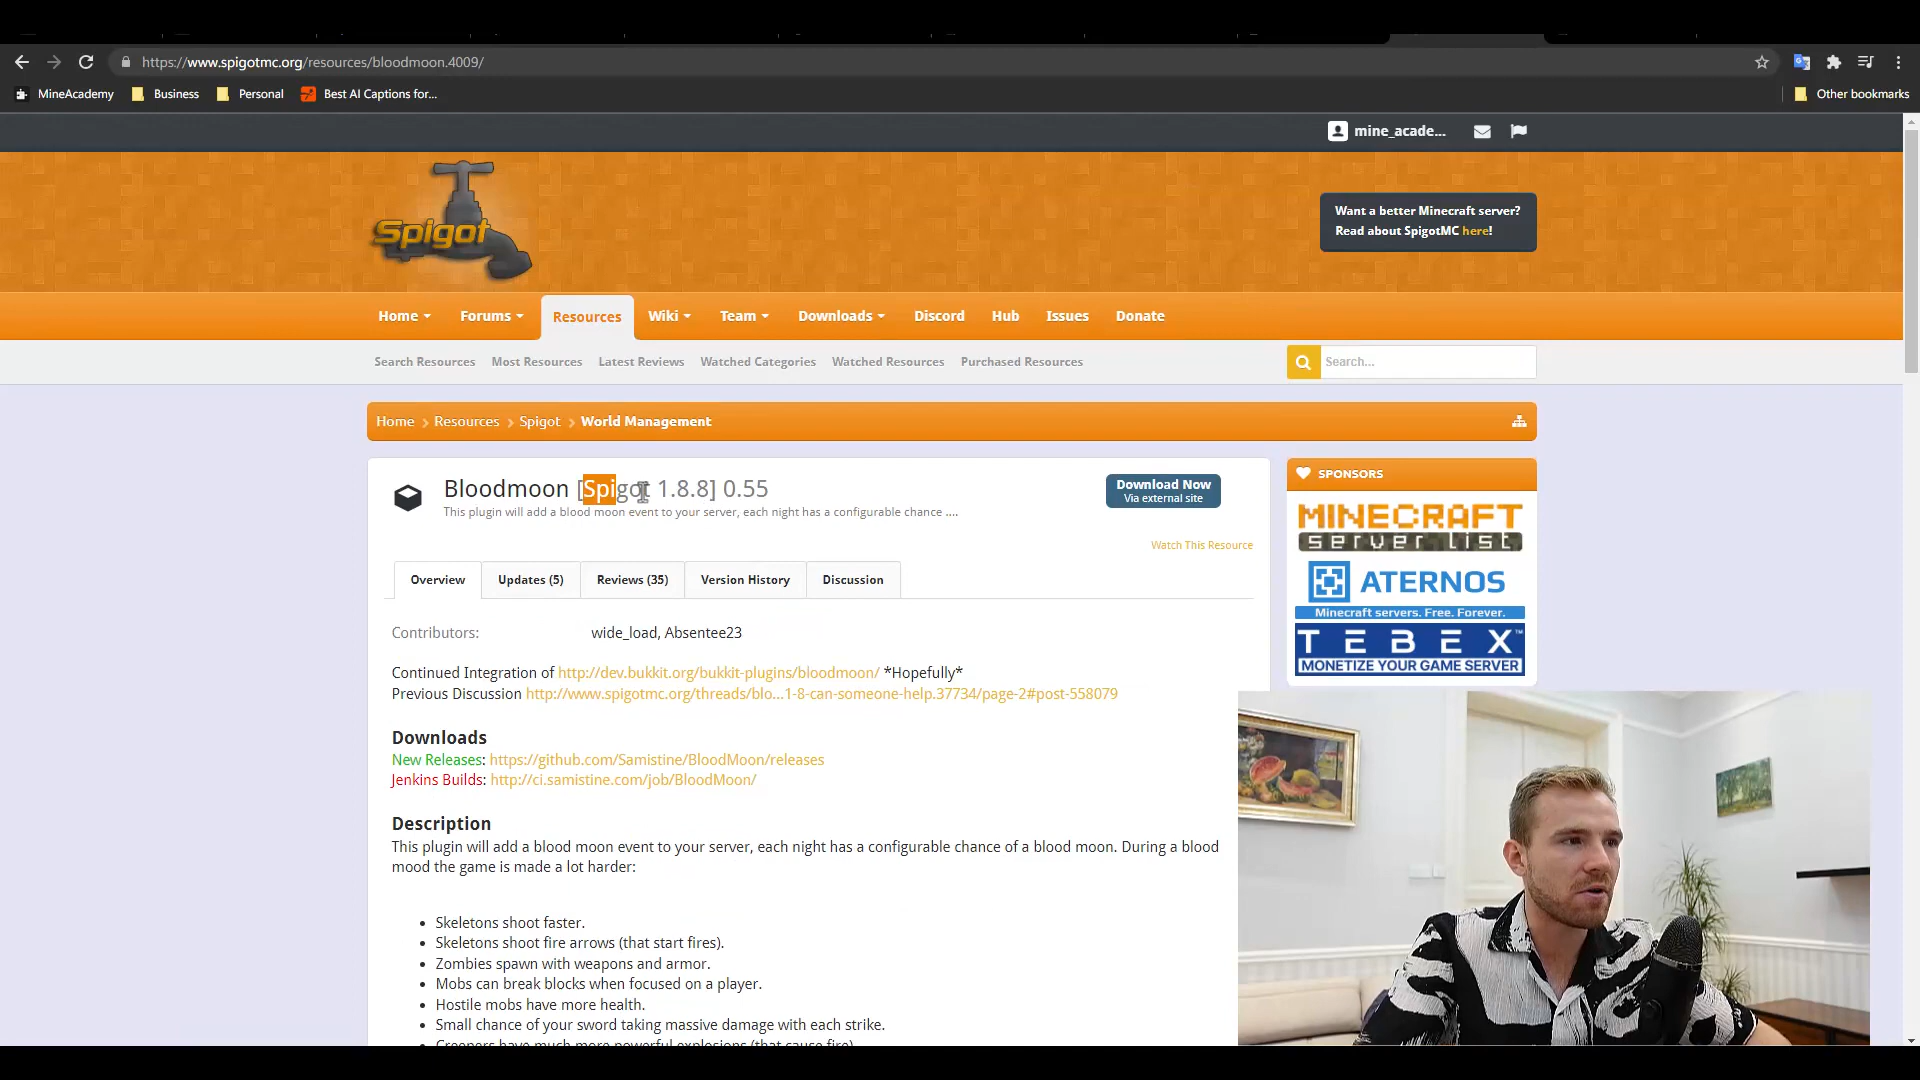 https://www.spigotmc.org/resources/bloodmoon.4009/
MineAcademy Business Personal Best AI Captions for... Other bookmarks
mine_acade...
Spigot
Want a better Minecraft server?
Read about SpigotMC here!
Home Forums Resources Wiki Team Downloads Discord Hub Issues Donate
Search Resources Most Resources Latest Reviews Watched Categories Watched Resources Purchased Resources Search...
Home Resources Spigot World Management
Bloodmoon [Spigot 1.8.8] 0.55
This plugin will add a blood moon event to your server, each night has a configurable chance ....
Download Now
Via external site
Watch This Resource
SPONSORS
MINECRAFT
server list
ATERNOS
Minecraft servers. Free. Forever.
TEBEX™
MONETIZE YOUR GAME SERVER
Overview Updates (5) Reviews (35) Version History Discussion
Contributors: wide_load, Absentee23
Continued Integration of http://dev.bukkit.org/bukkit-plugins/bloodmoon/ *Hopefully*
Previous Discussion http://www.spigotmc.org/threads/blo...1-8-can-someone-help.37734/page-2#post-558079
Downloads
New Releases: https://github.com/Samistine/BloodMoon/releases
Jenkins Builds: http://ci.samistine.com/job/BloodMoon/
Description
This plugin will add a blood moon event to your server, each night has a configurable chance of a blood moon. During a blood
mood the game is made a lot harder:
• Skeletons shoot faster.
• Skeletons shoot fire arrows (that start fires).
• Zombies spawn with weapons and armor.
• Mobs can break blocks when focused on a player.
• Hostile mobs have more health.
• Small chance of your sword taking massive damage with each strike.
Creepers have much more powerful explosions (that cause fire)